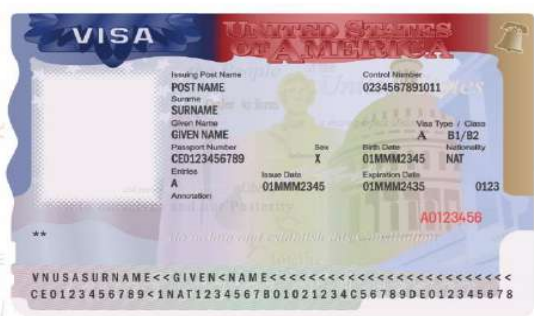 VISA
UNITED STATES
OF AMERICA
Issuing Post Name Control Number
POST NAME 0234567891011
Surname
SURNAME
Given Name Visa Type / Class
GIVEN NAME A B1/B2
Passport Number Sex Birth Date Nationality
CE0123456789 X 01MMM2345 NAT
Entries Issue Date Expiration Date
A 01MMM2345 01MMM2435 0123
Annotation
A0123456
**
VNUSASURNAME<<GIVEN<NAME<<<<<<<<<<<<<<<<<<<<
CE0123456789<1NAT1234567B01021234C56789DE012345678